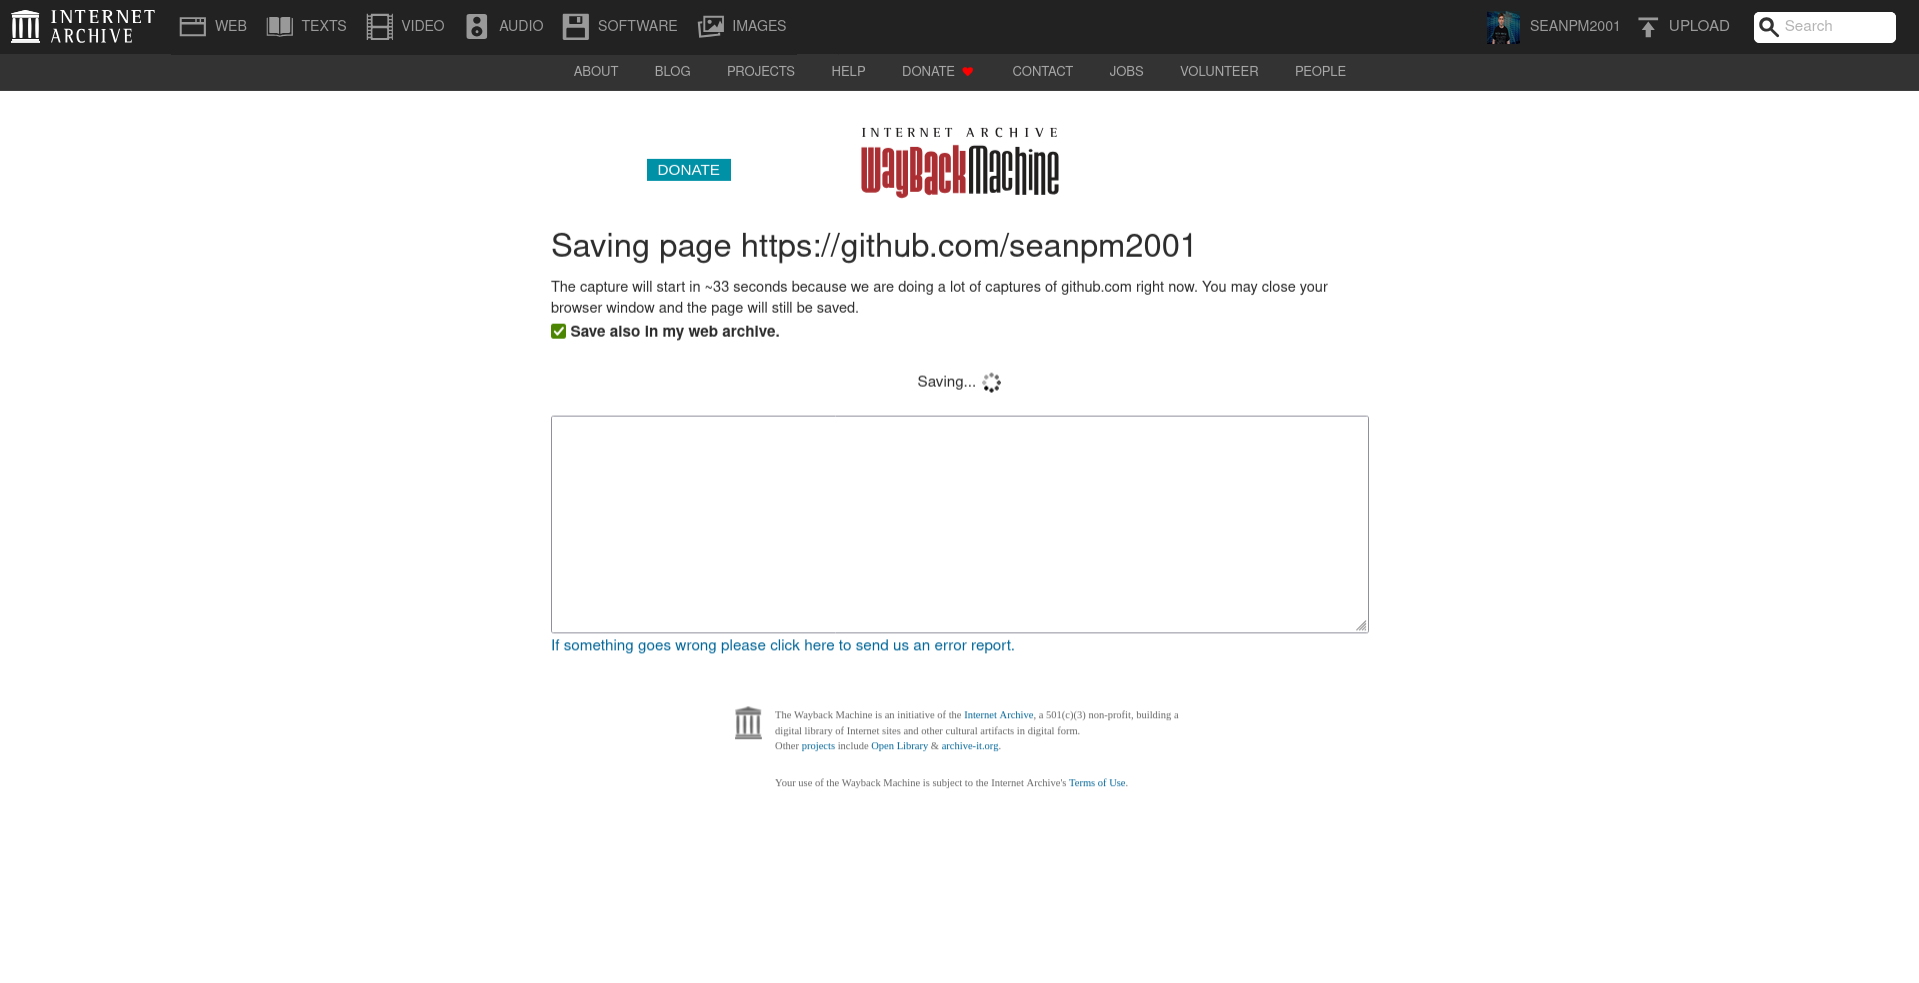 INTERNET ARCHIVE
WEB TEXTS VIDEO AUDIO SOFTWARE IMAGES SEANPM2001 UPLOAD Search
ABOUT BLOG PROJECTS HELP DONATE CONTACT JOBS VOLUNTEER PEOPLE
INTERNET ARCHIVE
WayBackMachine
DONATE
Saving page https://github.com/seanpm2001
The capture will start in ~33 seconds because we are doing a lot of captures of github.com right now. You may close your
browser window and the page will still be saved.
Save also in my web archive.
Saving...
If something goes wrong please click here to send us an error report.
The Wayback Machine is an initiative of the Internet Archive, a 501(c)(3) non-profit, building a
digital library of Internet sites and other cultural artifacts in digital form.
Other projects include Open Library & archive-it.org.
Your use of the Wayback Machine is subject to the Internet Archive's Terms of Use.